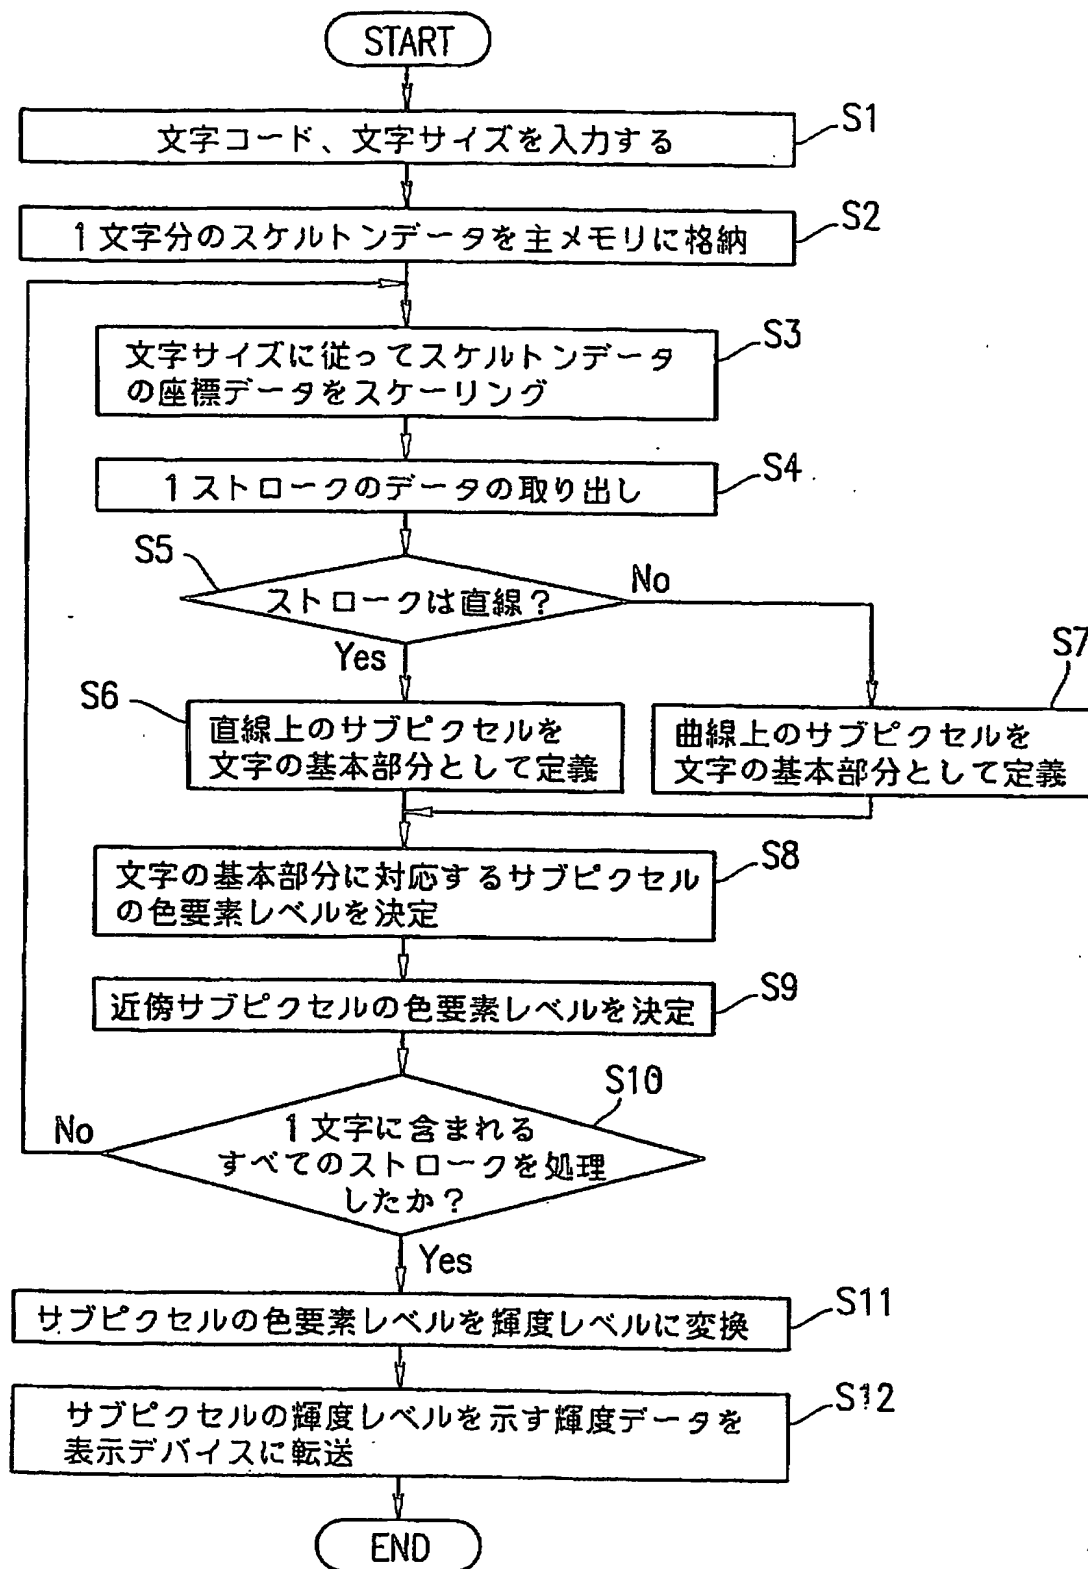 START
S1
文字コード、文字サイズを入力する
S2
1文字分のスケルトンデータを主メモリに格納
S3
文字サイズに従ってスケルトンデータ
の座標データをスケーリング
S4
1ストロークのデータの取り出し
S5
ストロークは直線?
No
Yes
S6
直線上のサブピクセルを
文字の基本部分として定義
S7
曲線上のサブピクセルを
文字の基本部分として定義
S8
文字の基本部分に対応するサブピクセル
の色要素レベルを決定
S9
近傍サブピクセルの色要素レベルを決定
S10
1文字に含まれる
すべてのストロークを処理
したか?
No
Yes
S11
サブピクセルの色要素レベルを輝度レベルに変換
S12
サブピクセルの輝度レベルを示す輝度データを
表示デバイスに転送
END